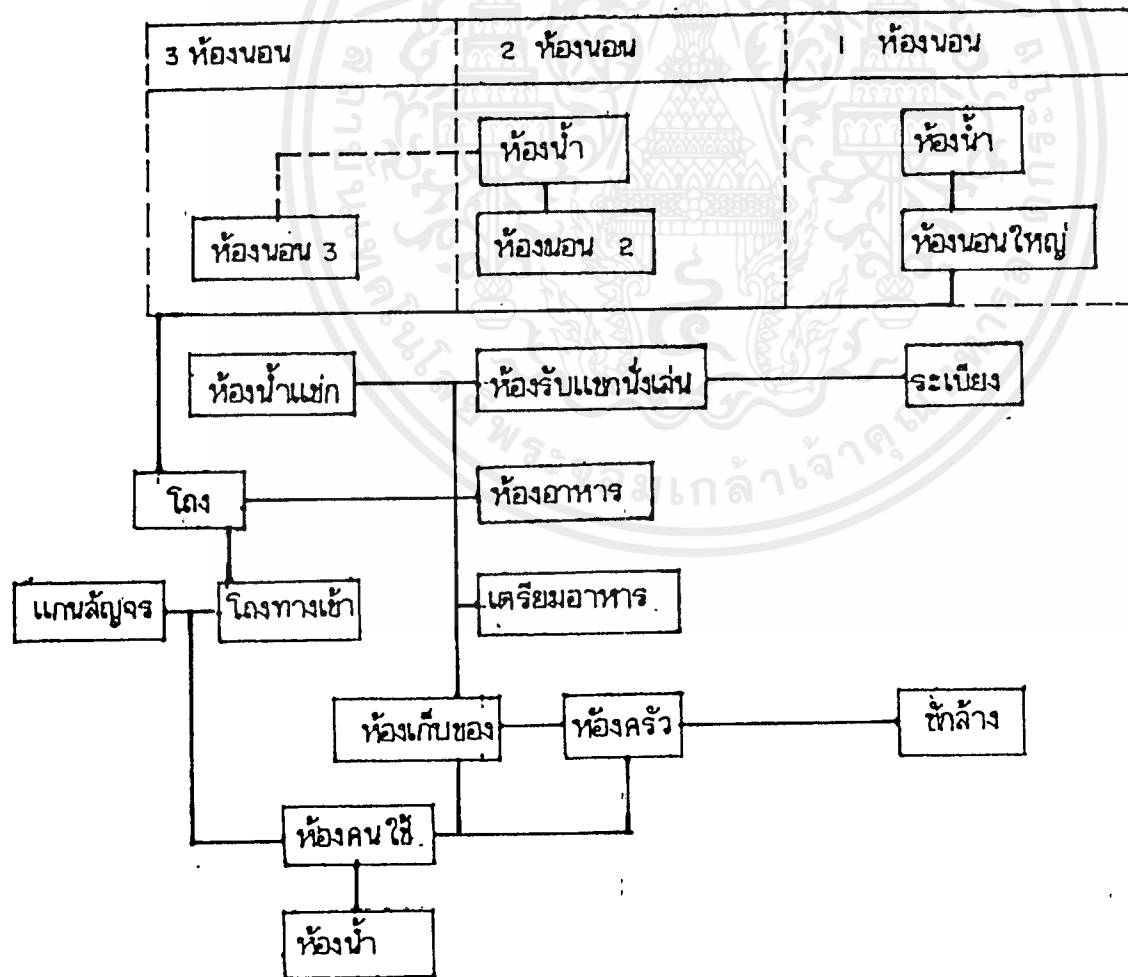 3 ห้องนอน
2 ห้องนอน
1 ห้องนอน
ห้องน้ำ
ห้องน้ำ
ห้องนอน 3
ห้องนอน 2
ห้องนอนใหญ่
ห้องน้ำแขก
ห้องรับแขกนั่งเล่น
ระเบียง
โถง
ห้องอาหาร
แกนสัญจร
โถงทางเข้า
เตรียมอาหาร
ห้องเก็บของ
ห้องครัว
ซักล้าง
ห้องคนใช้
ห้องน้ำ